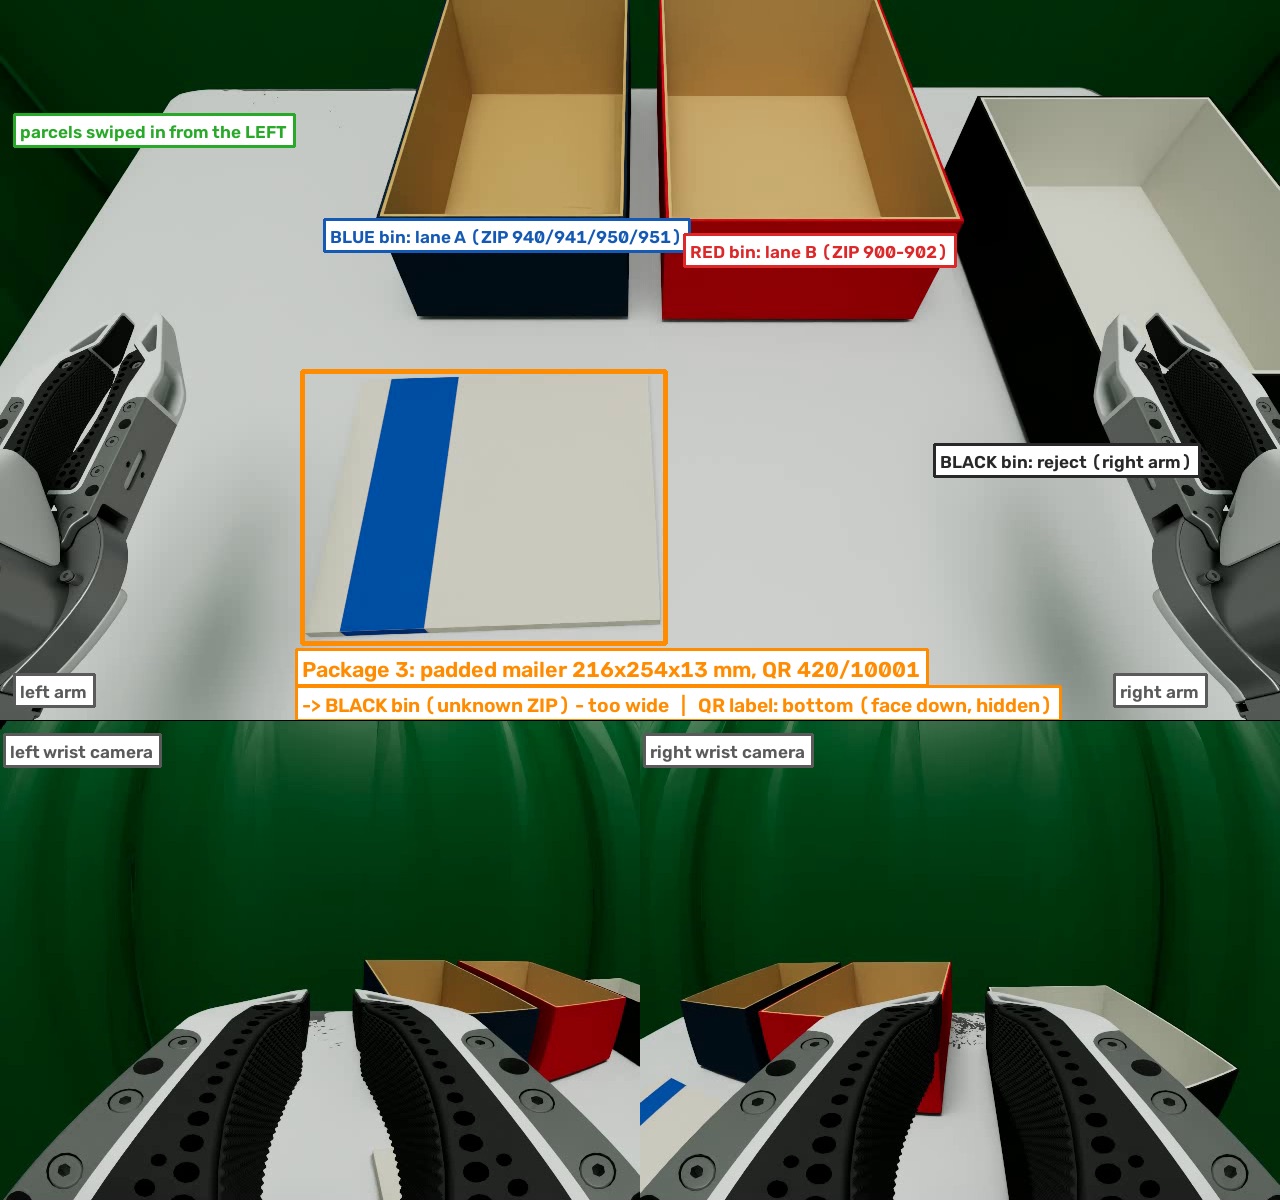 parcels swiped in from the LEFT
BLUE bin: lane A (ZIP 940/941/950/951)
RED bin: lane B (ZIP 900-902)
BLACK bin: reject (right arm)
left arm
right arm
Package 3: padded mailer 216x254x13 mm, QR 420/10001
-> BLACK bin (unknown ZIP) - too wide | QR label: bottom (face down, hidden)
left wrist camera
right wrist camera